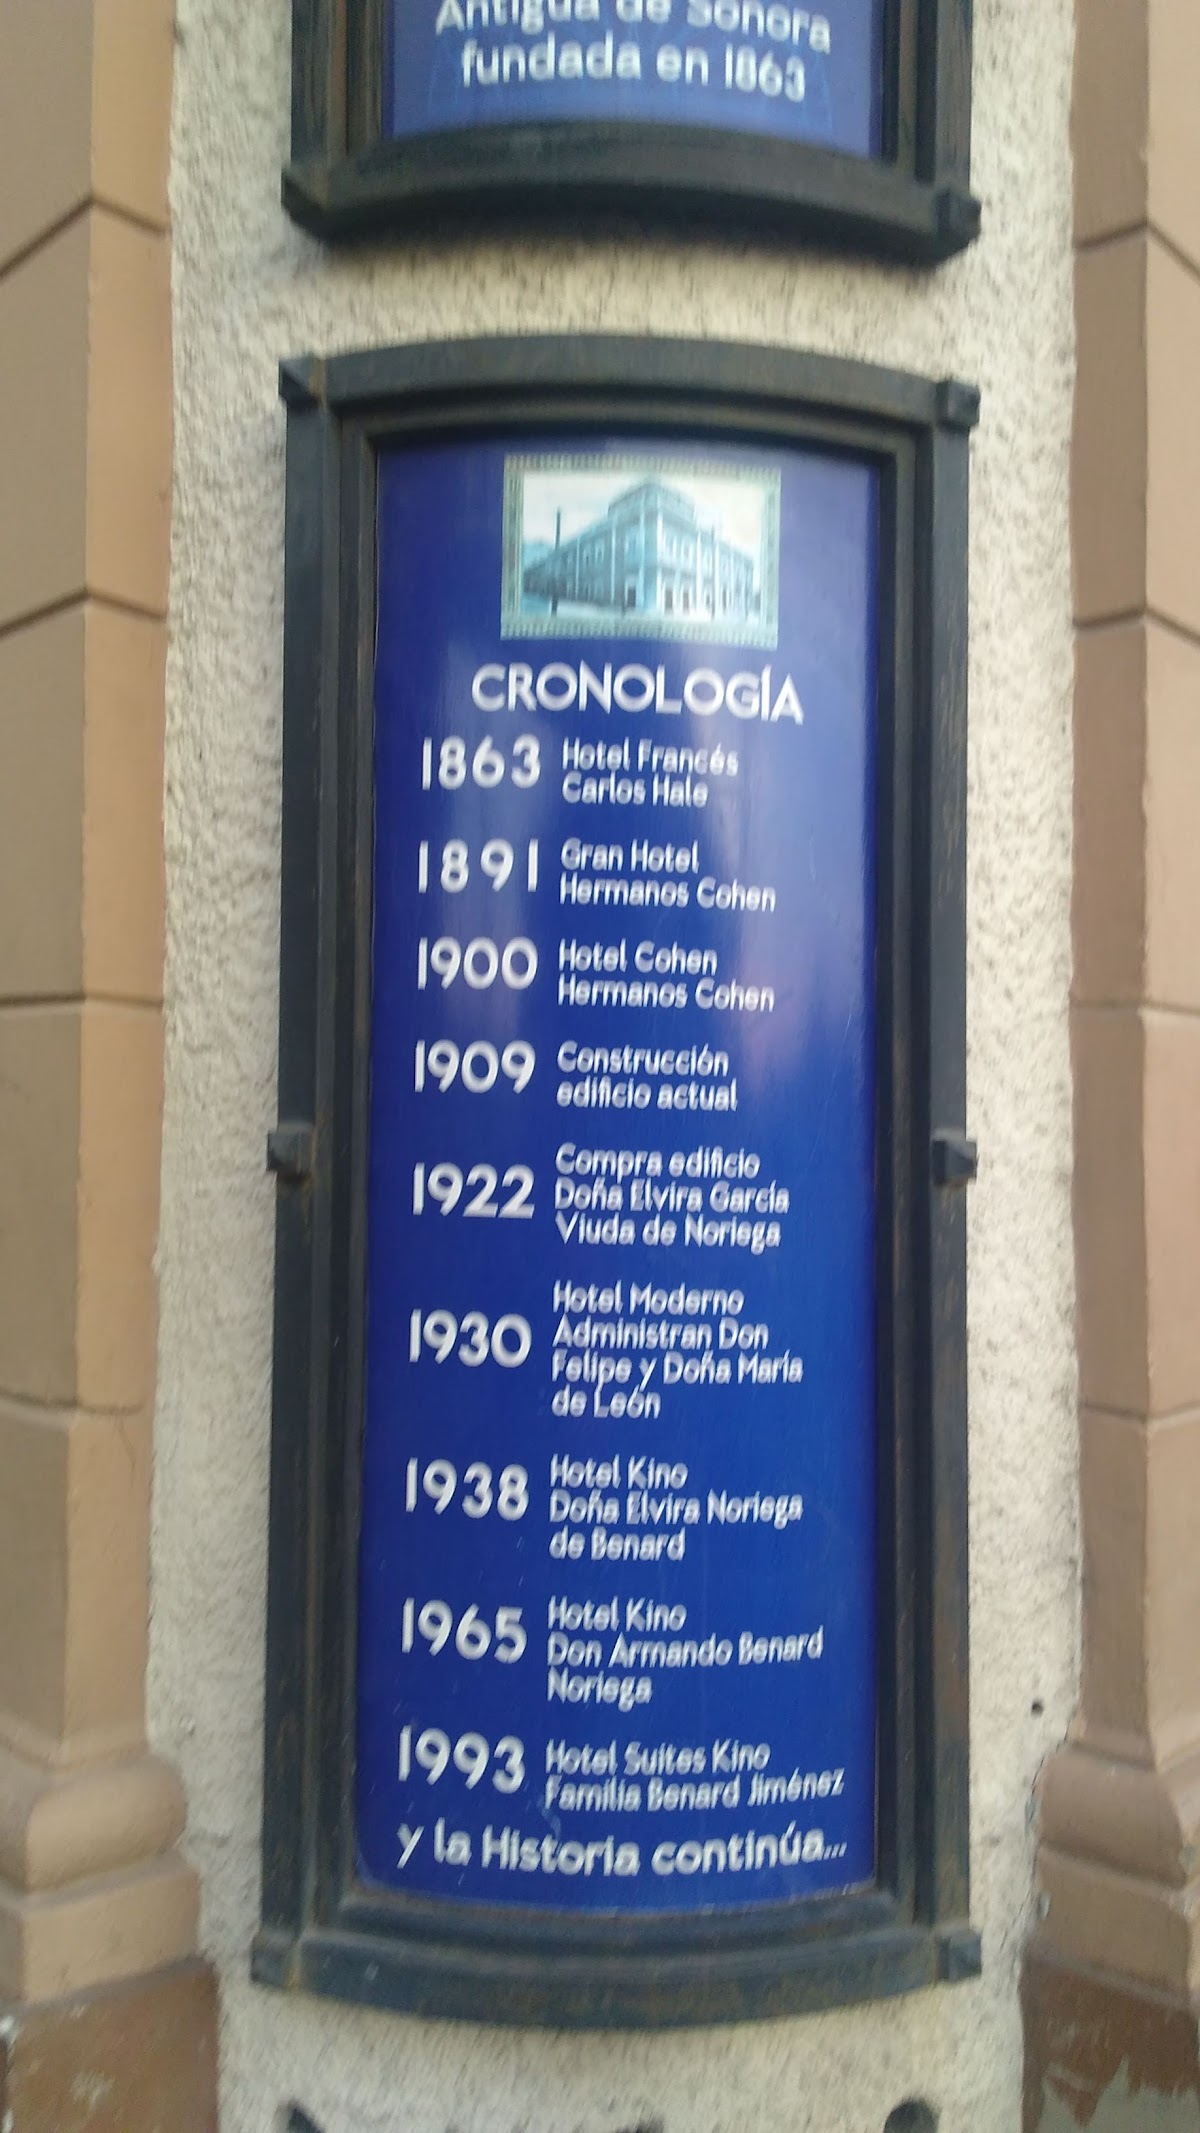 Antigua de Sonora
fundada en 1863
CRONOLOGÍA
1863 Hotel Francés
Carlos Hale
1891 Gran Hotel
Hermanos Cohen
1900 Hotel Cohen
Hermanos Cohen
1909 Construcción
edificio actual
1922 Compra edificio
Doña Elvira García
Viuda de Noriega
1930 Hotel Moderno
Administran Don
Felipe y Doña María
de León
1938 Hotel Kino
Doña Elvira Noriega
de Benard
1965 Hotel Kino
Don Armando Benard
Noriega
1993 Hotel Suites Kino
Familia Benard Jiménez
y la Historia continúa...